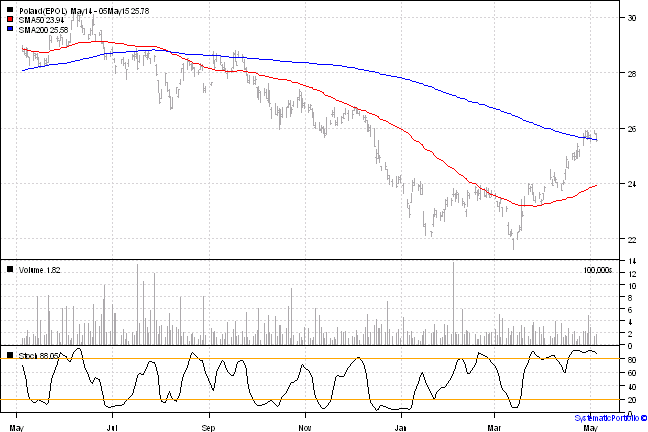 Poland(EPOL) May14 - 05May15 25.78
SMA50 23.94
SMA200 25.58
30
28
26
24
22
Volume 1.82
100,000s
14
12
10
8
6
4
2
0
Stoch 88.05
80
60
40
20
0
SystematicPortfolio ©
May Jul Sep Nov Jan Mar May